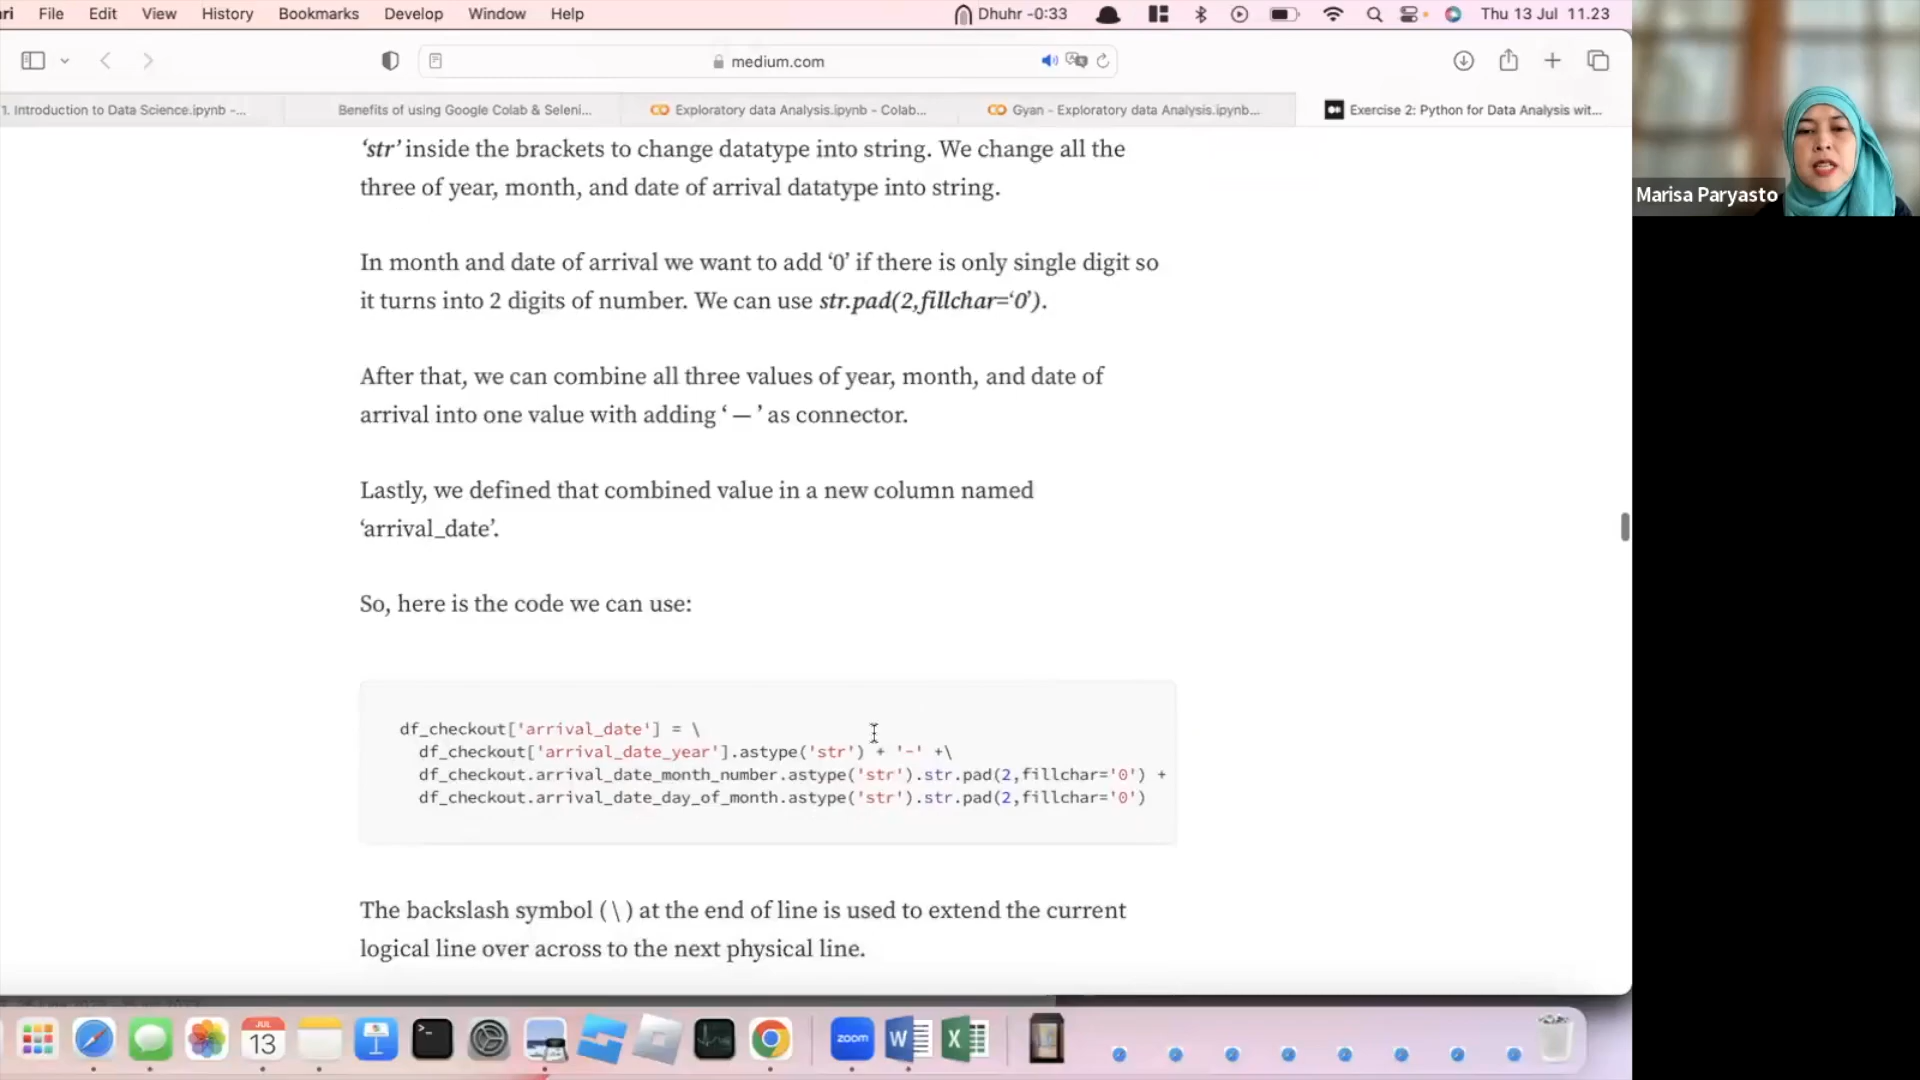 ri File Edit View History Bookmarks Develop Window Help Dhuhr -0:33 Thu 13 Jul 11.23
medium.com
1. Introduction to Data Science.ipynb -... Benefits of using Google Colab & Seleni... Exploratory data Analysis.ipynb - Colab... Gyan - Exploratory data Analysis.ipynb... Exercise 2: Python for Data Analysis wit...
‘str’ inside the brackets to change datatype into string. We change all the
three of year, month, and date of arrival datatype into string.
In month and date of arrival we want to add ‘0’ if there is only single digit so
it turns into 2 digits of number. We can use str.pad(2,fillchar=‘0’).
After that, we can combine all three values of year, month, and date of
arrival into one value with adding ‘ — ’ as connector.
Lastly, we defined that combined value in a new column named
‘arrival_date’.
So, here is the code we can use:
df_checkout['arrival_date'] = \
df_checkout['arrival_date_year'].astype('str') + '-' +\
df_checkout.arrival_date_month_number.astype('str').str.pad(2,fillchar='0') +
df_checkout.arrival_date_day_of_month.astype('str').str.pad(2,fillchar='0')
The backslash symbol ( \ ) at the end of line is used to extend the current
logical line over across to the next physical line.
Marisa Paryasto
JUL
13
zoom
W
X